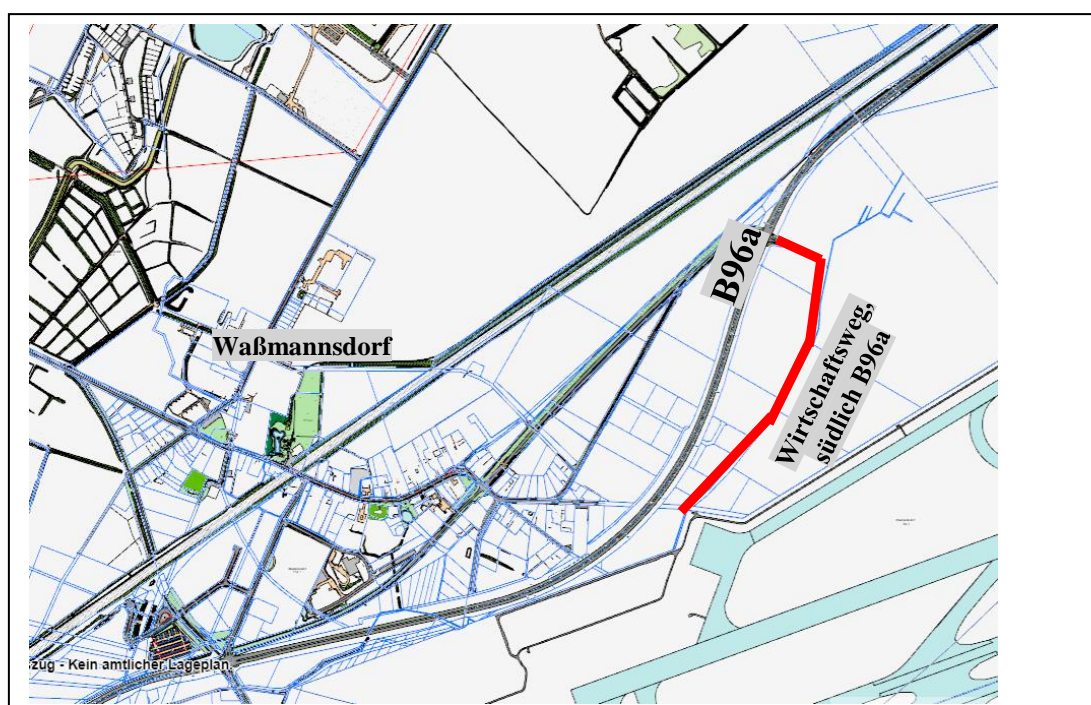 B96a
Waßmannsdorf
Wirtschaftsweg,
südlich B96a
zug - Kein amtlicher Lageplan